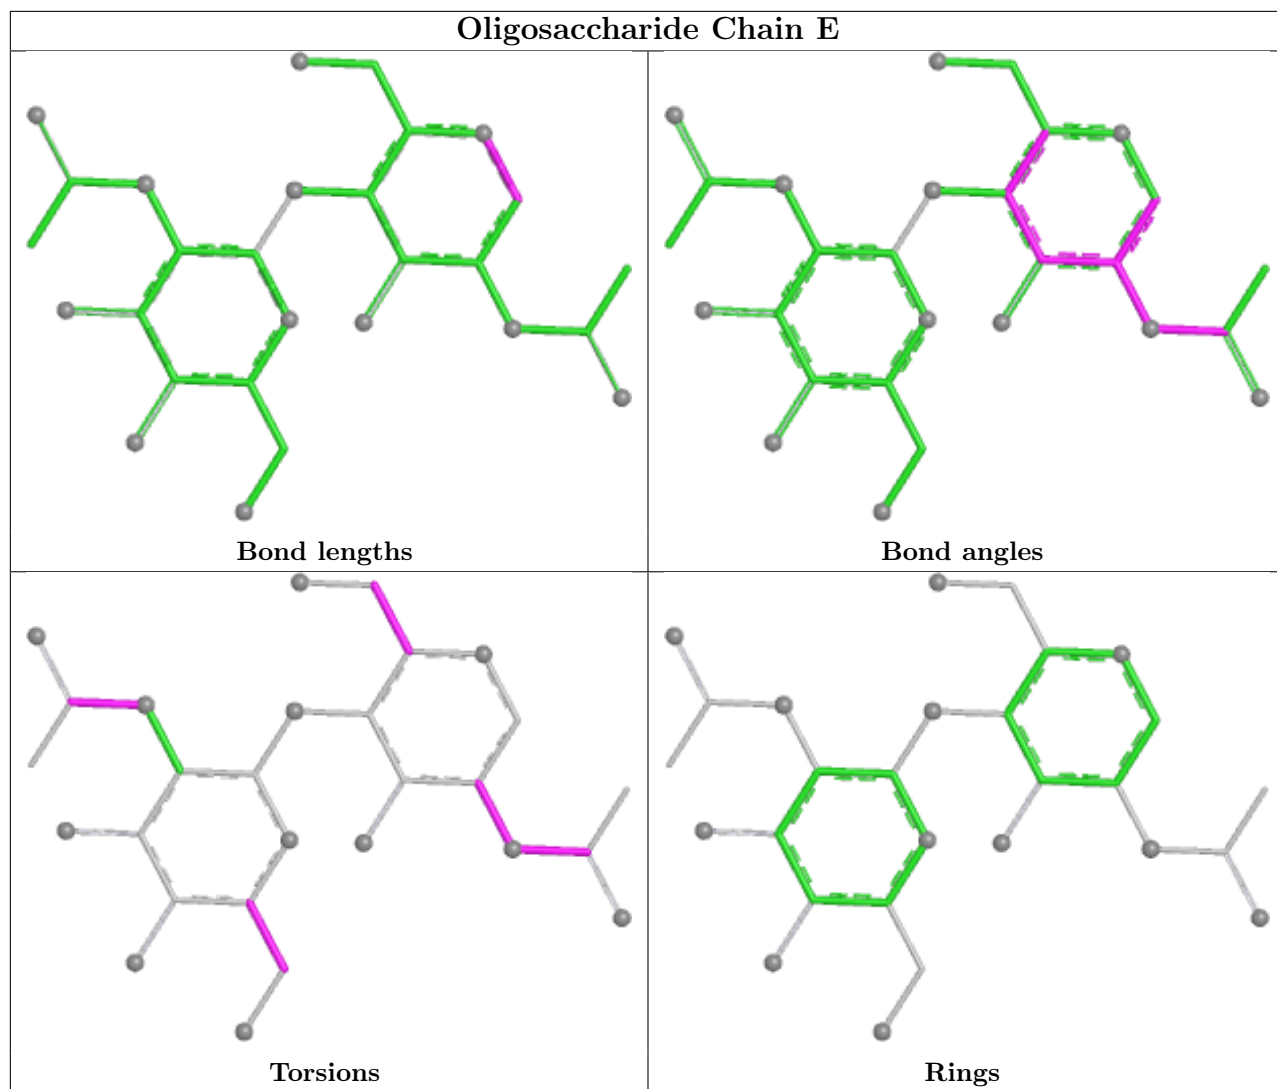 Oligosaccharide Chain E
Bond lengths
Bond angles
Torsions
Rings